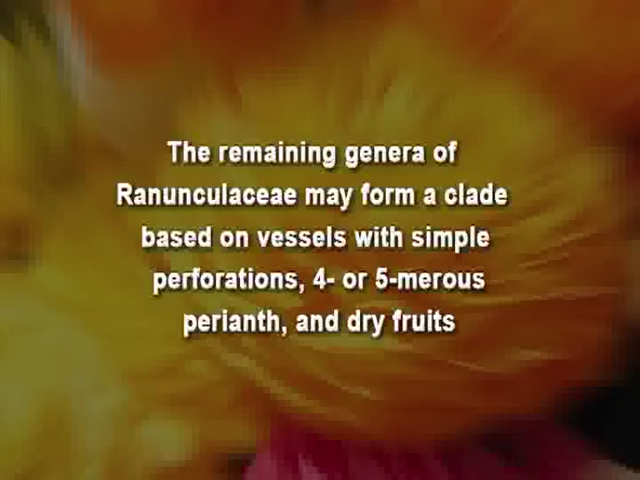 The remaining genera of
Ranunculaceae may form a clade
based on vessels with simple
perforations, 4- or 5-merous
perianth, and dry fruits